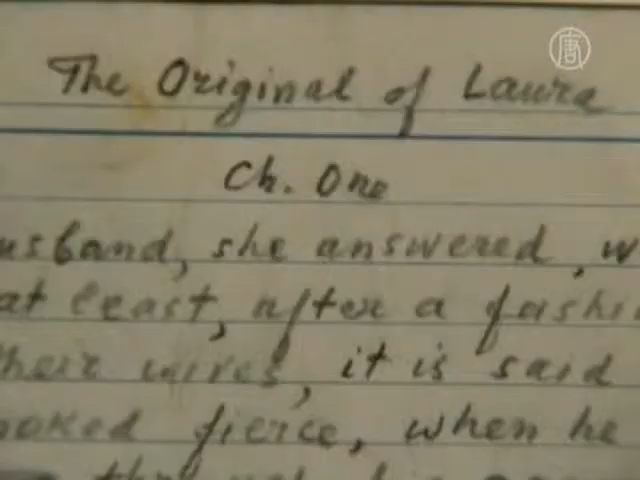 The Original of Laura
Ch. One
usband, she answered, w
at least, after a fashi
their wives, it is said
ooked fierce, when he
唐